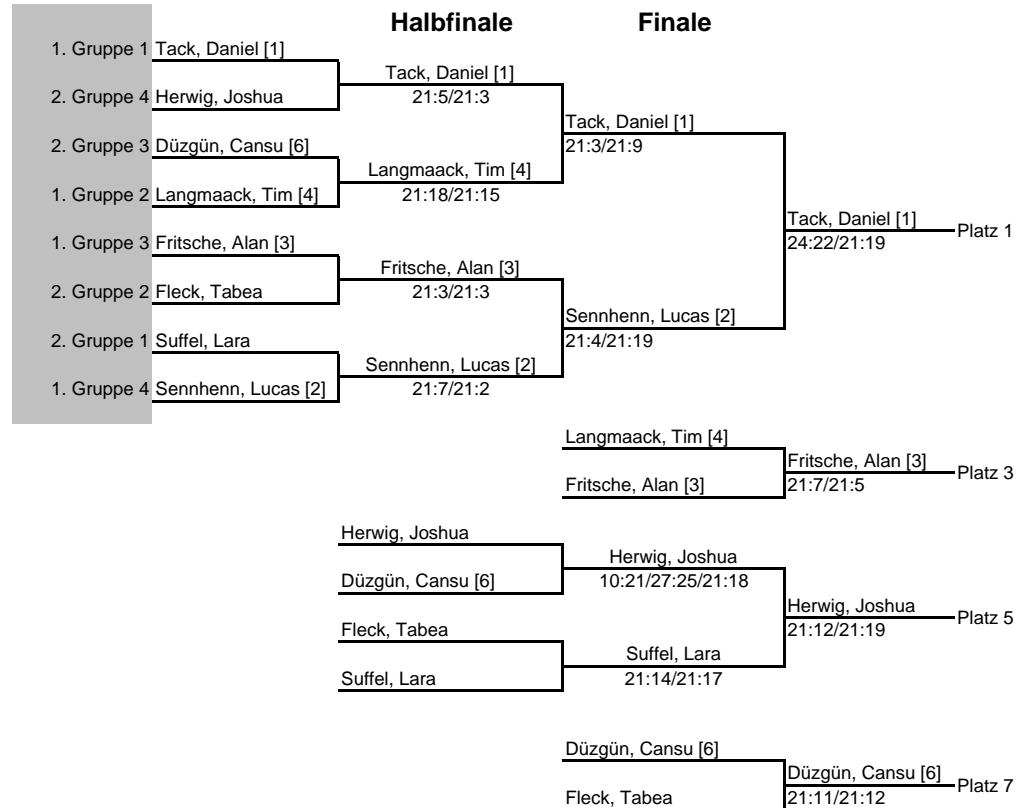 Halbfinale Finale
1. Gruppe 1 Tack, Daniel [1]
Tack, Daniel [1]
21:5/21:3
2. Gruppe 4 Herwig, Joshua
Tack, Daniel [1]
21:3/21:9
2. Gruppe 3 Düzgün, Cansu [6]
Langmaack, Tim [4]
21:18/21:15
1. Gruppe 2 Langmaack, Tim [4]
Tack, Daniel [1]
24:22/21:19
Platz 1
1. Gruppe 3 Fritsche, Alan [3]
Fritsche, Alan [3]
21:3/21:3
2. Gruppe 2 Fleck, Tabea
Sennhenn, Lucas [2]
21:4/21:19
2. Gruppe 1 Suffel, Lara
Sennhenn, Lucas [2]
21:7/21:2
1. Gruppe 4 Sennhenn, Lucas [2]
Langmaack, Tim [4]
Fritsche, Alan [3]
21:7/21:5
Platz 3
Fritsche, Alan [3]
Herwig, Joshua
Herwig, Joshua
10:21/27:25/21:18
Düzgün, Cansu [6]
Herwig, Joshua
21:12/21:19
Platz 5
Fleck, Tabea
Suffel, Lara
21:14/21:17
Suffel, Lara
Düzgün, Cansu [6]
Düzgün, Cansu [6]
21:11/21:12
Platz 7
Fleck, Tabea